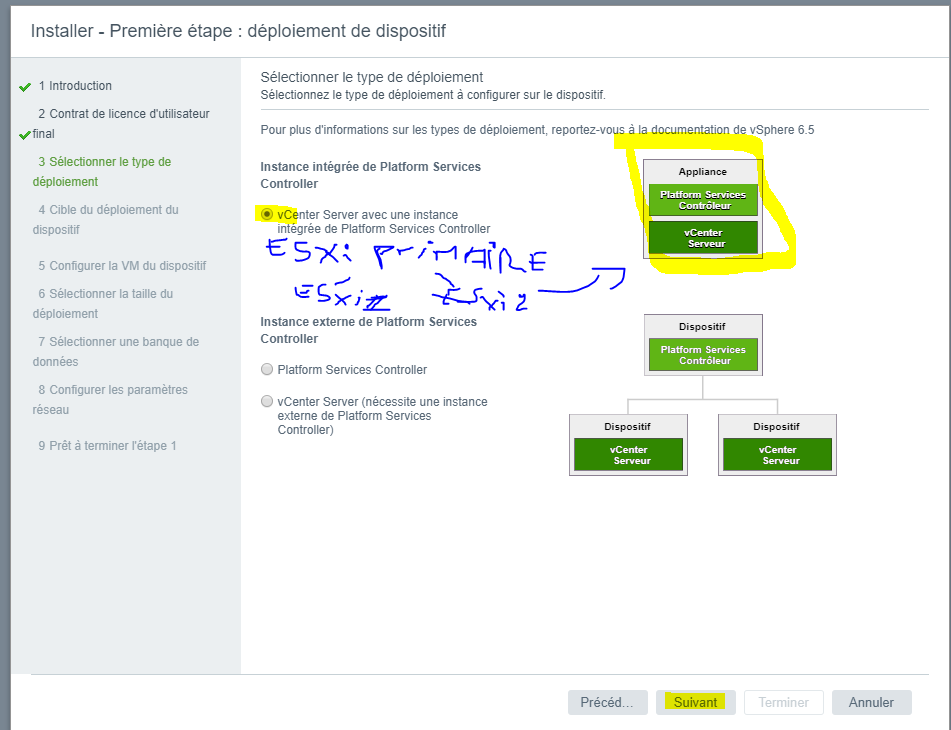 Installer - Première étape : déploiement de dispositif
1 Introduction
2 Contrat de licence d'utilisateur
final
3 Sélectionner le type de
déploiement
4 Cible du déploiement du
dispositif
5 Configurer la VM du dispositif
6 Sélectionner la taille du
déploiement
7 Sélectionner une banque de
données
8 Configurer les paramètres
réseau
9 Prêt à terminer l'étape 1
Sélectionner le type de déploiement
Sélectionnez le type de déploiement à configurer sur le dispositif.
Pour plus d'informations sur les types de déploiement, reportez-vous à la documentation de vSphere 6.5
Instance intégrée de Platform Services
Controller
vCenter Server avec une instance
intégrée de Platform Services Controller
ESXi PRIMAIRE
ESXi ESXi 2
Appliance
Platform Services
Contrôleur
vCenter
Serveur
Instance externe de Platform Services
Controller
Platform Services Controller
vCenter Server (nécessite une instance
externe de Platform Services
Controller)
Dispositif
Platform Services
Contrôleur
Dispositif
vCenter
Serveur
Dispositif
vCenter
Serveur
Précéd...
Suivant
Terminer
Annuler